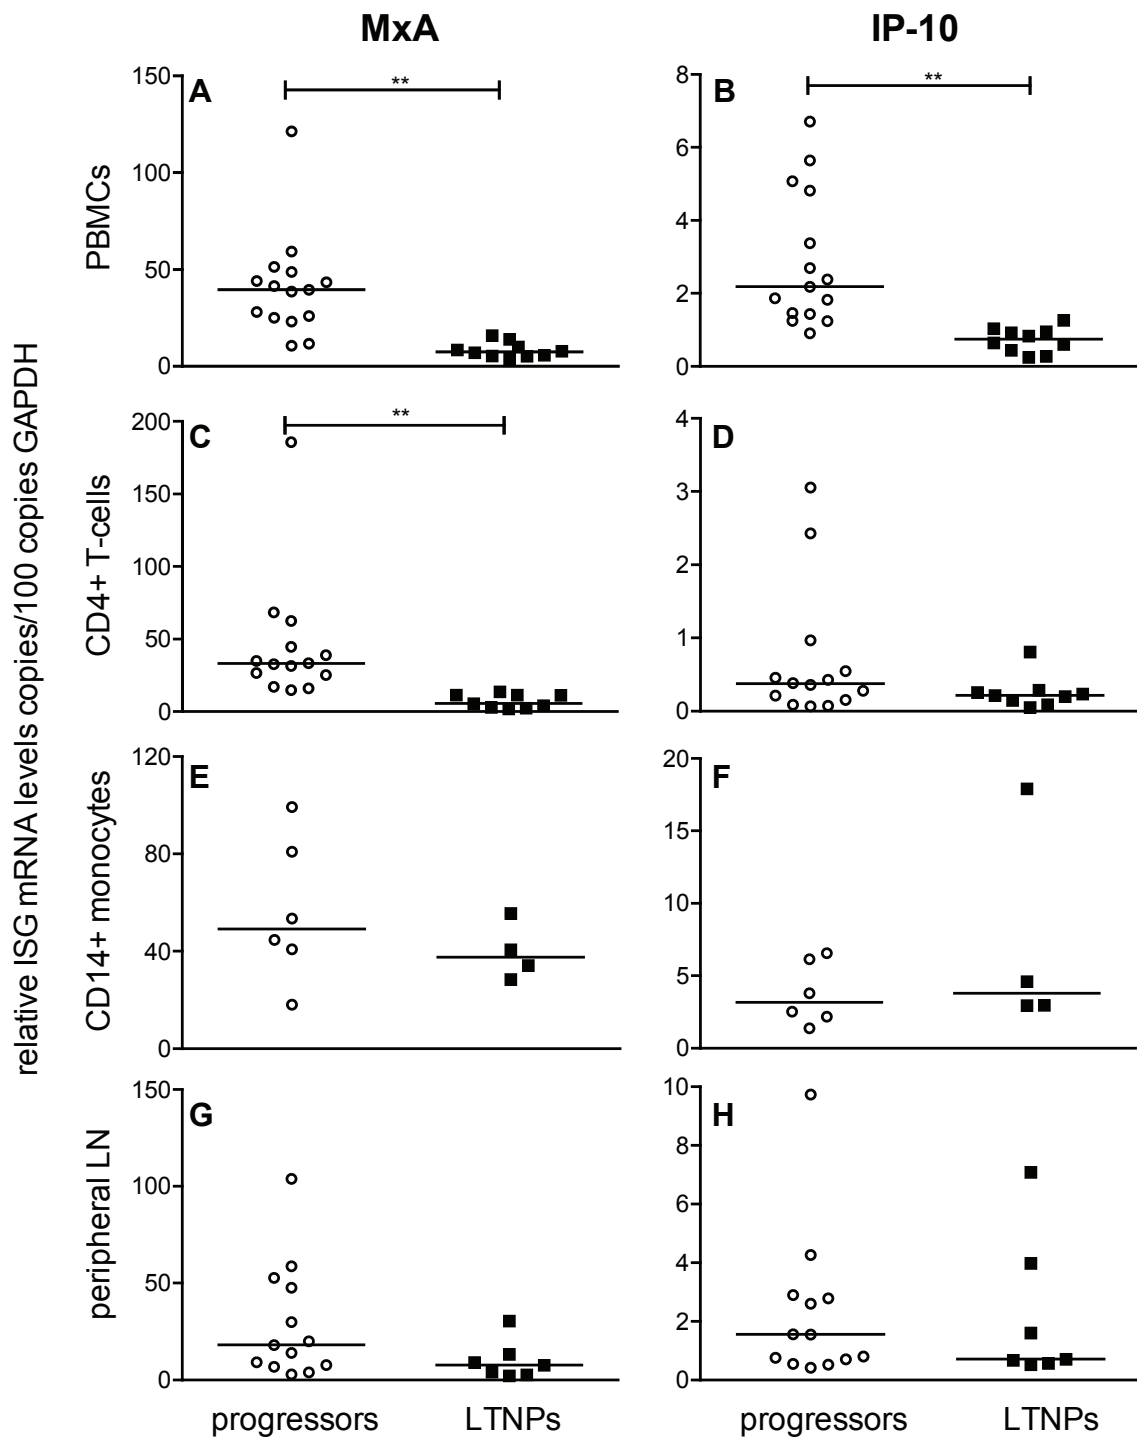 MxA IP-10
relative ISG mRNA levels copies/100 copies GAPDH
PBMCs
A
**
150
100
50
0
B
**
8
6
4
2
0
CD4+ T-cells
C
**
200
150
100
50
0
D
4
3
2
1
0
CD14+ monocytes
E
120
80
40
0
F
20
15
10
5
0
peripheral LN
G
150
100
50
0
H
10
8
6
4
2
0
progressors LTNPs progressors LTNPs